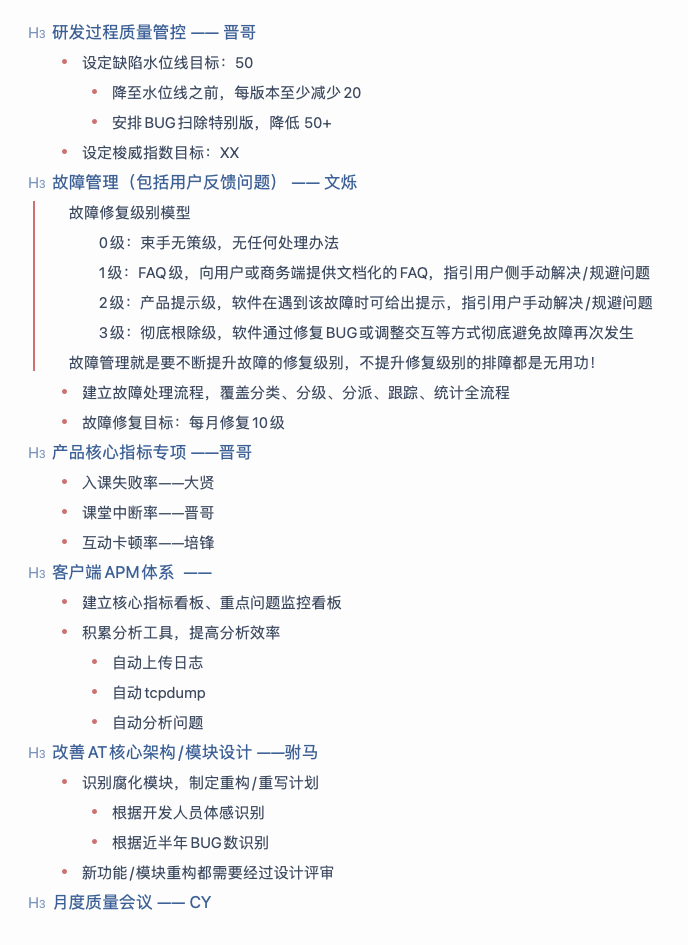 H3 研发过程质量管控 —— 晋哥
设定缺陷水位线目标：50
降至水位线之前，每版本至少减少 20
安排 BUG 扫除特别版，降低 50+
设定梭威指数目标：XX
H3 故障管理（包括用户反馈问题） —— 文烁
故障修复级别模型
0 级：束手无策级，无任何处理办法
1 级：FAQ 级，向用户或商务端提供文档化的 FAQ，指引用户侧手动解决/规避问题
2 级：产品提示级，软件在遇到该故障时可给出提示，指引用户手动解决/规避问题
3 级：彻底根除级，软件通过修复 BUG 或调整交互等方式彻底避免故障再次发生
故障管理就是要不断提升故障的修复级别，不提升修复级别的排障都是无用功！
建立故障处理流程，覆盖分类、分级、分派、跟踪、统计全流程
故障修复目标：每月修复 10 级
H3 产品核心指标专项 ——晋哥
入课失败率——大贤
课堂中断率——晋哥
互动卡顿率——培锋
H3 客户端 APM 体系 ——
建立核心指标看板、重点问题监控看板
积累分析工具，提高分析效率
自动上传日志
自动 tcpdump
自动分析问题
H3 改善 AT 核心架构/模块设计 ——驸马
识别腐化模块，制定重构/重写计划
根据开发人员体感识别
根据近半年 BUG 数识别
新功能/模块重构都需要经过设计评审
H3 月度质量会议 —— CY